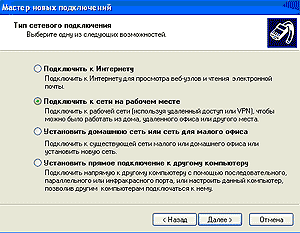 Мастер новых подключений
Тип сетевого подключения
Выберите одну из следующих возможностей.
Подключить к Интернету
Подключить к Интернету для просмотра веб-узлов и чтения электронной
почты.
Подключить к сети на рабочем месте
Подключить к рабочей сети (используя удаленный доступ или VPN), чтобы
можно было работать из дома, удаленного офиса или другого места.
Установить домашнюю сеть или сеть для малого офиса
Подключить к существующей сети малого или домашнего офиса или
установить новую сеть.
Установить прямое подключение к другому компьютеру
Подключить напрямую к другому компьютеру с помощью последовательного,
параллельного или инфракрасного порта, или настроить данный компьютер,
позволив другим компьютерам подключаться к нему.
< Назад Далее > Отмена